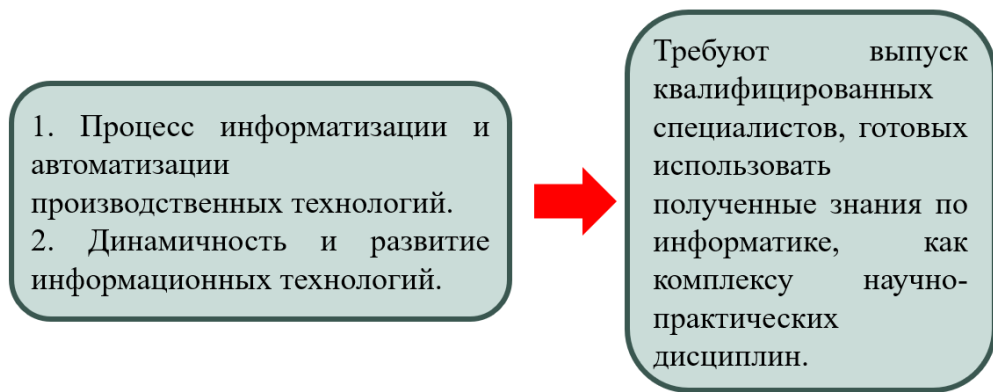 1. Процесс информатизации и
автоматизации
производственных технологий.
2. Динамичность и развитие
информационных технологий.
Требуют выпуск
квалифицированных
специалистов, готовых
использовать
полученные знания по
информатике, как
комплексу научно-
практических
дисциплин.